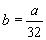 b = a/32